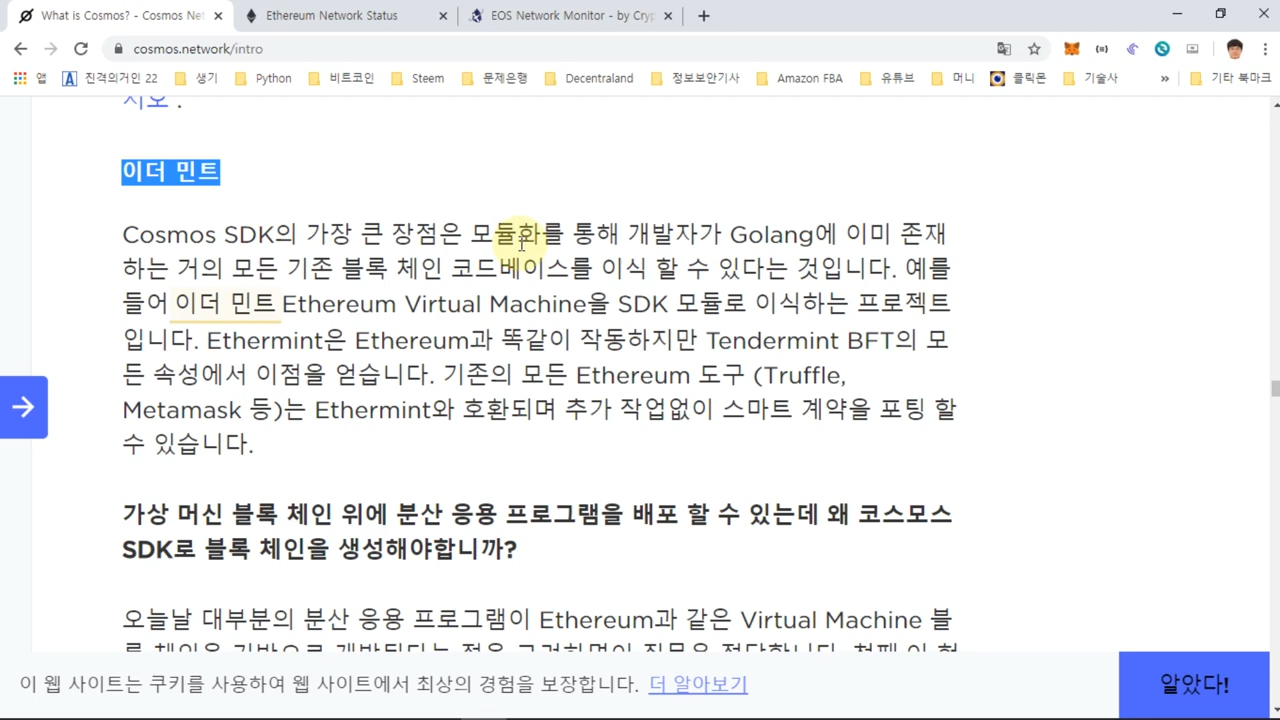 What is Cosmos? - Cosmos Net
Ethereum Network Status
EOS Network Monitor - by Cryp
cosmos.network/intro
앱 진격의거인 22 생기 Python 비트코인 Steem 문제은행 Decentraland 정보보안기사 Amazon FBA 유튜브 머니 클릭몬 기술사 » 기타 북마크
시오 .
이더 민트
Cosmos SDK의 가장 큰 장점은 모듈화를 통해 개발자가 Golang에 이미 존재
하는 거의 모든 기존 블록 체인 코드베이스를 이식 할 수 있다는 것입니다. 예를
들어 이더 민트 Ethereum Virtual Machine을 SDK 모듈로 이식하는 프로젝트
입니다. Ethermint은 Ethereum과 똑같이 작동하지만 Tendermint BFT의 모
든 속성에서 이점을 얻습니다. 기존의 모든 Ethereum 도구 (Truffle,
Metamask 등)는 Ethermint와 호환되며 추가 작업없이 스마트 계약을 포팅 할
수 있습니다.
가상 머신 블록 체인 위에 분산 응용 프로그램을 배포 할 수 있는데 왜 코스모스
SDK로 블록 체인을 생성해야합니까?
오늘날 대부분의 분산 응용 프로그램이 Ethereum과 같은 Virtual Machine 블
이 웹 사이트는 쿠키를 사용하여 웹 사이트에서 최상의 경험을 보장합니다. 더 알아보기
알았다!